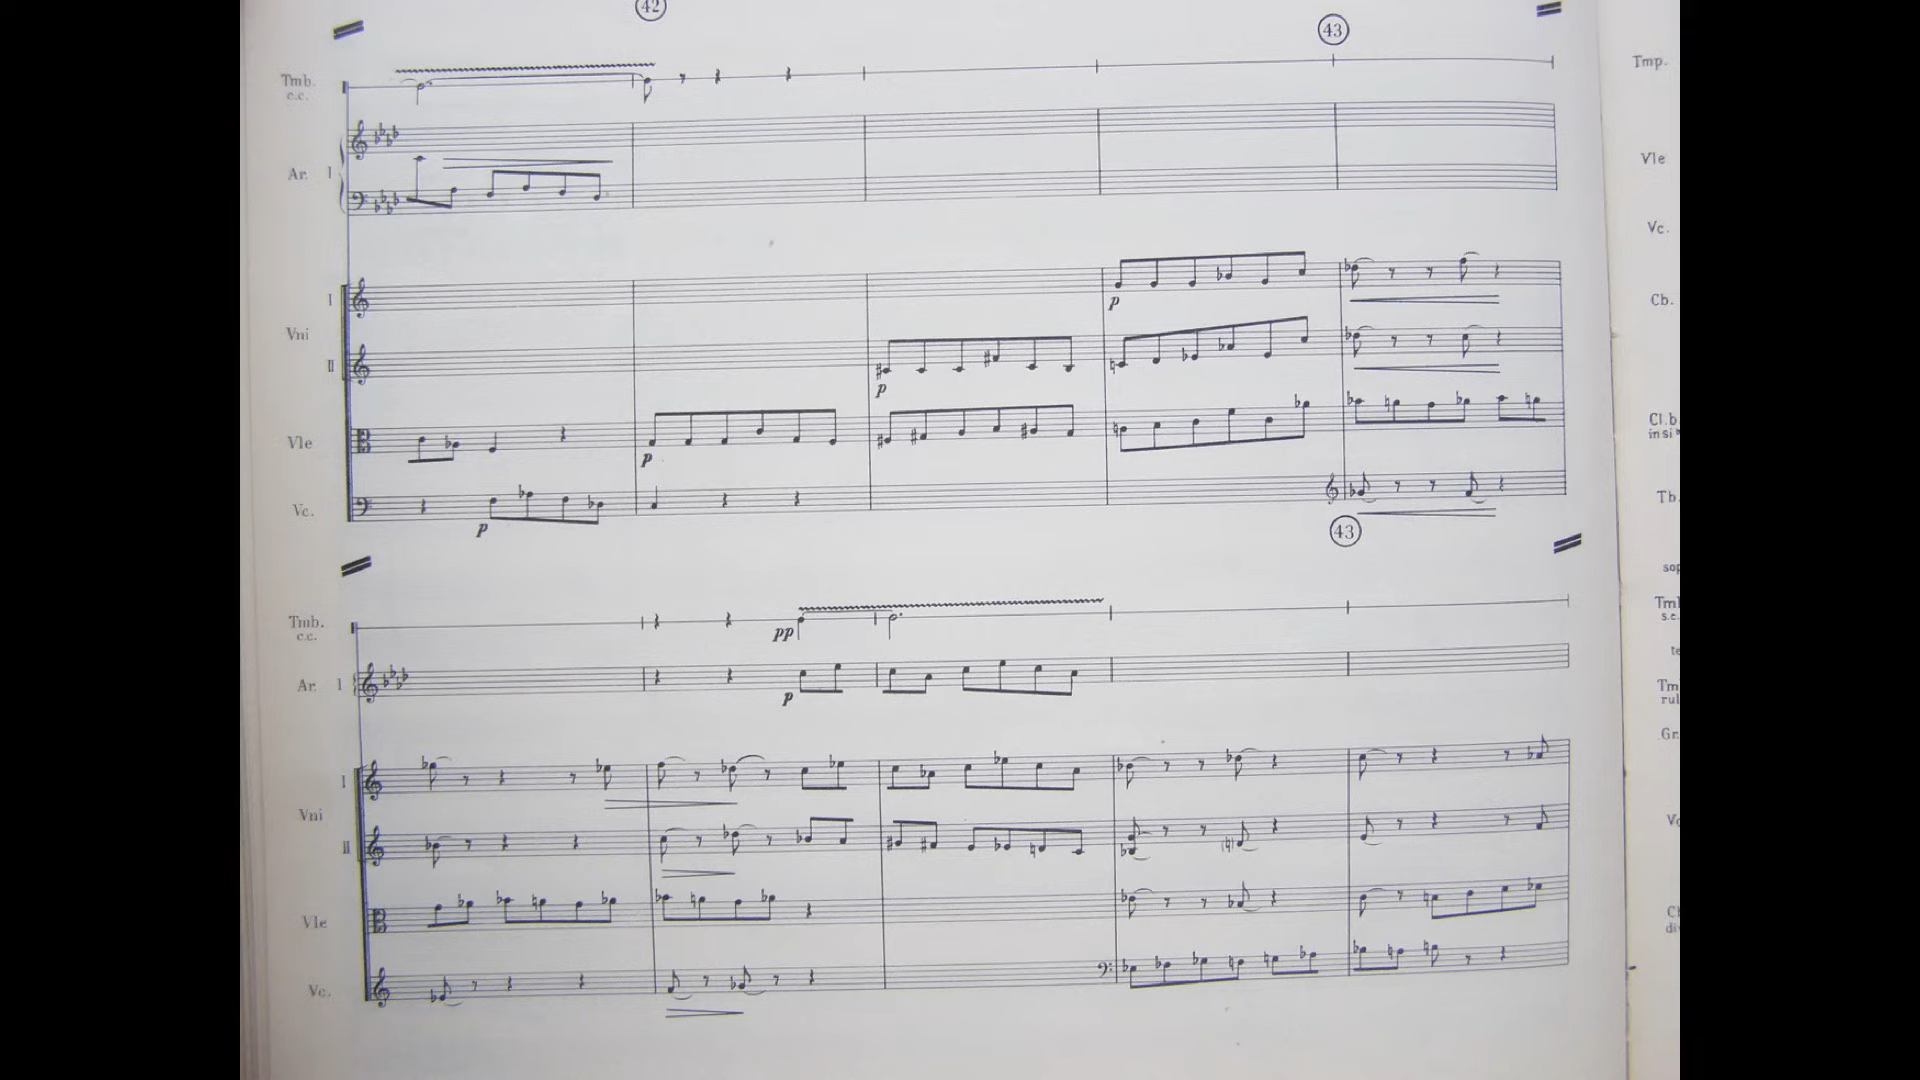 42
43
Tmb.
c.c.
Ar. I
I
Vni
II
p
p
Vle
p
Vc.
p
43
Tmb.
c.c.
pp
Ar. I
p
I
Vni
II
Vle
Vc.
Tmp.
Vle
Vc.
Cb.
Cl.b
in si
Tb.
s.c.
Gr.